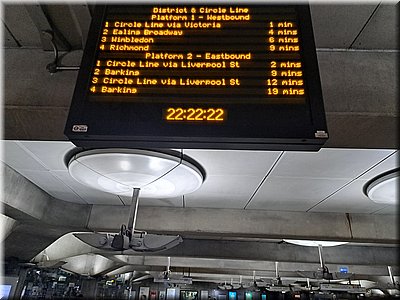 District & Circle Line
Platform 1 - Westbound
1 Circle Line via Victoria 1 min
2 Ealing Broadway 4 mins
3 Wimbledon 6 mins
4 Richmond 9 mins
Platform 2 - Eastbound
1 Circle Line via Liverpool St 2 mins
2 Barking 9 mins
3 Circle Line via Liverpool St 12 mins
4 Barking 19 mins
22:22:22